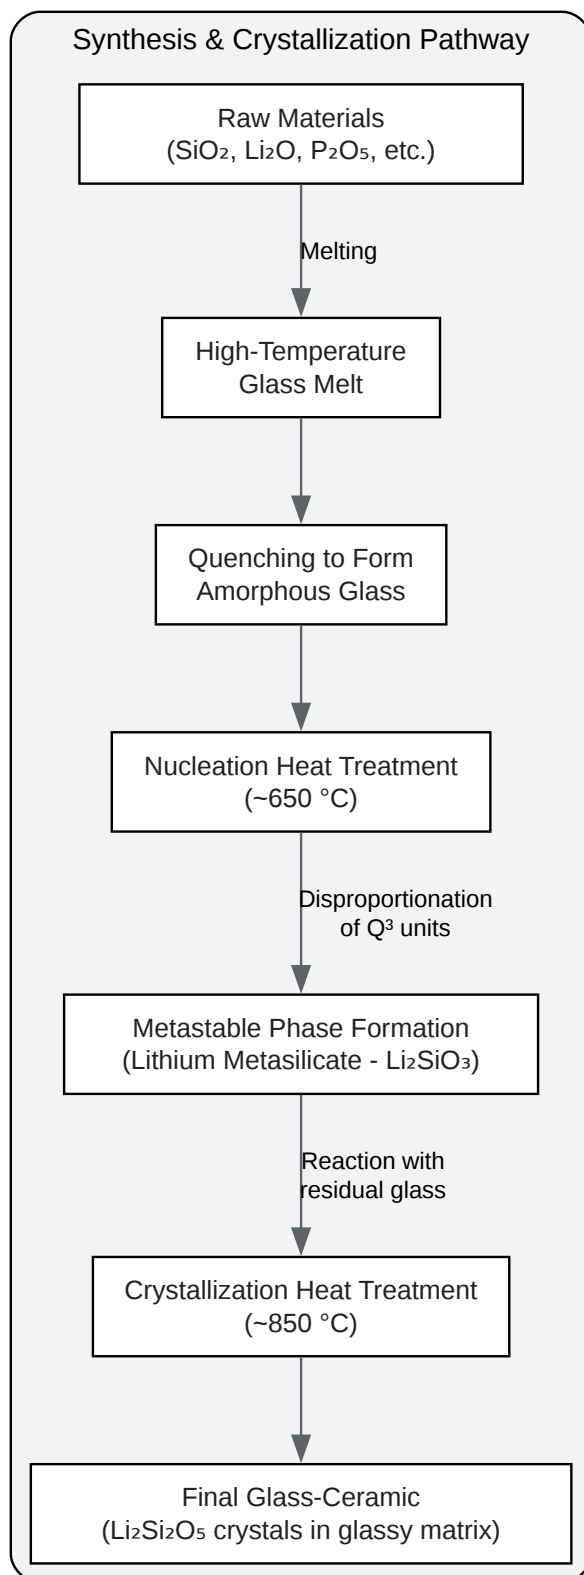 Synthesis & Crystallization Pathway
Raw Materials
(SiO₂, Li₂O, P₂O₅, etc.)
Melting
High-Temperature
Glass Melt
Quenching to Form
Amorphous Glass
Nucleation Heat Treatment
(~650 °C)
Disproportionation
of Q³ units
Metastable Phase Formation
(Lithium Metasilicate - Li₂SiO₃)
Reaction with
residual glass
Crystallization Heat Treatment
(~850 °C)
Final Glass-Ceramic
(Li₂Si₂O₅ crystals in glassy matrix)